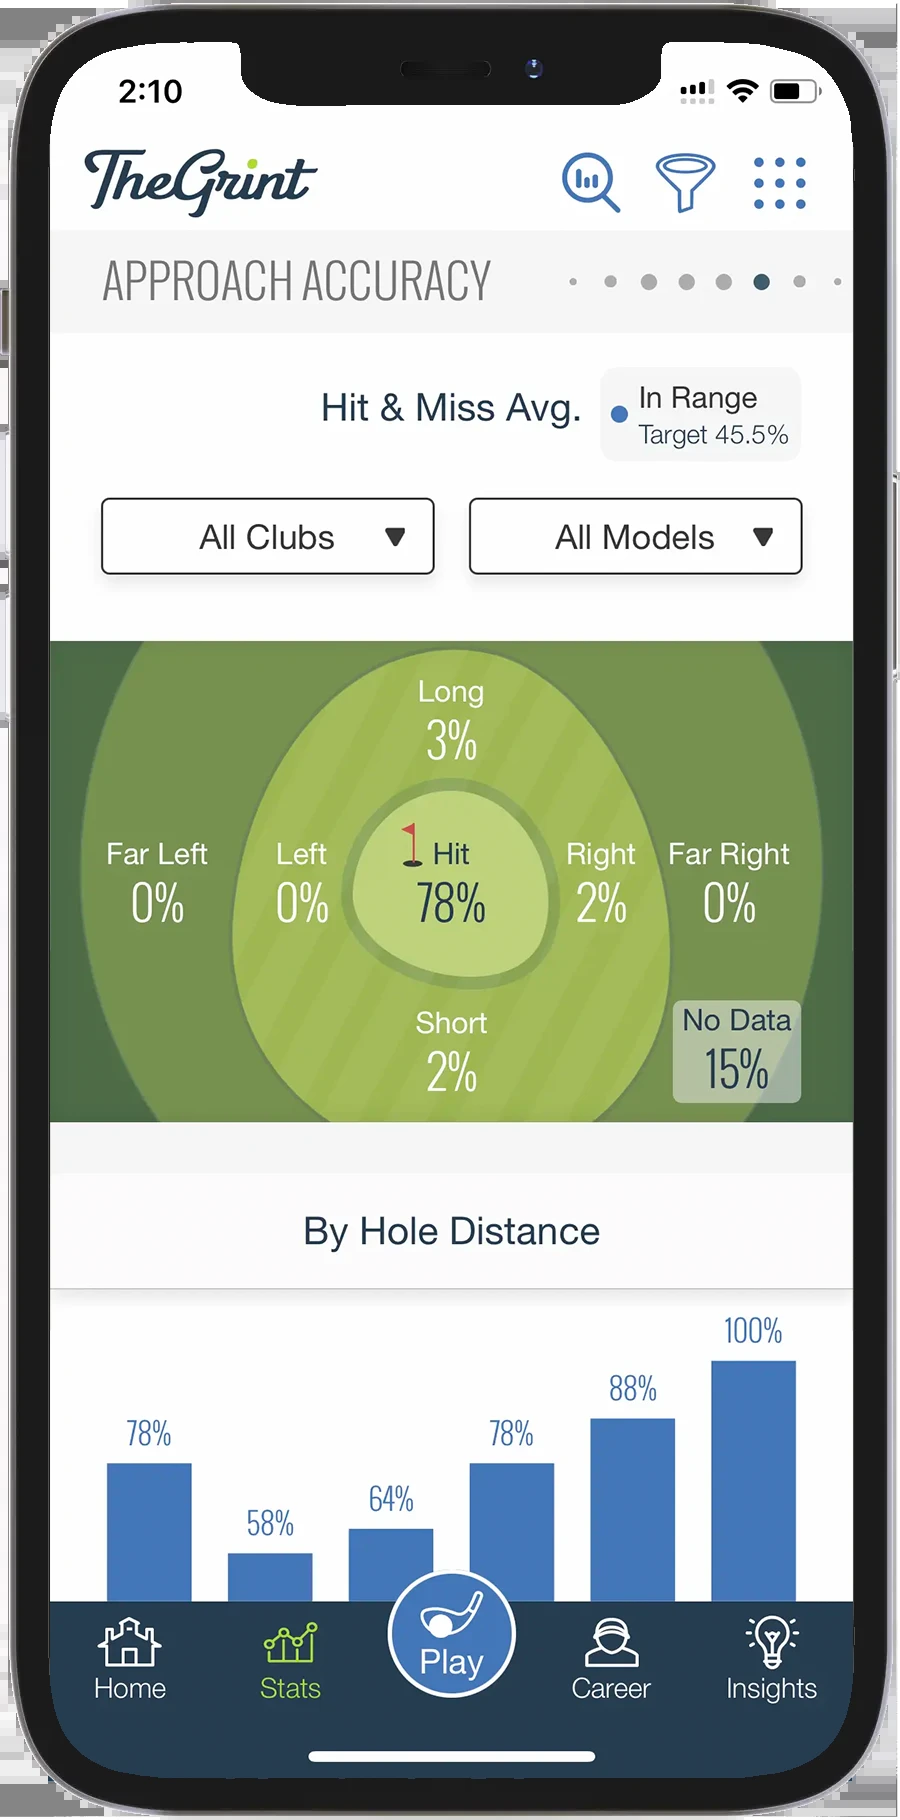 2:10
TheGrint
APPROACH ACCURACY
Hit & Miss Avg.
In Range
Target 45.5%
All Clubs
All Models
Long
3%
Far Left
0%
Left
0%
Hit
78%
Right
2%
Far Right
0%
Short
2%
No Data
15%
By Hole Distance
78%
58%
64%
78%
88%
100%
Home
Stats
Play
Career
Insights